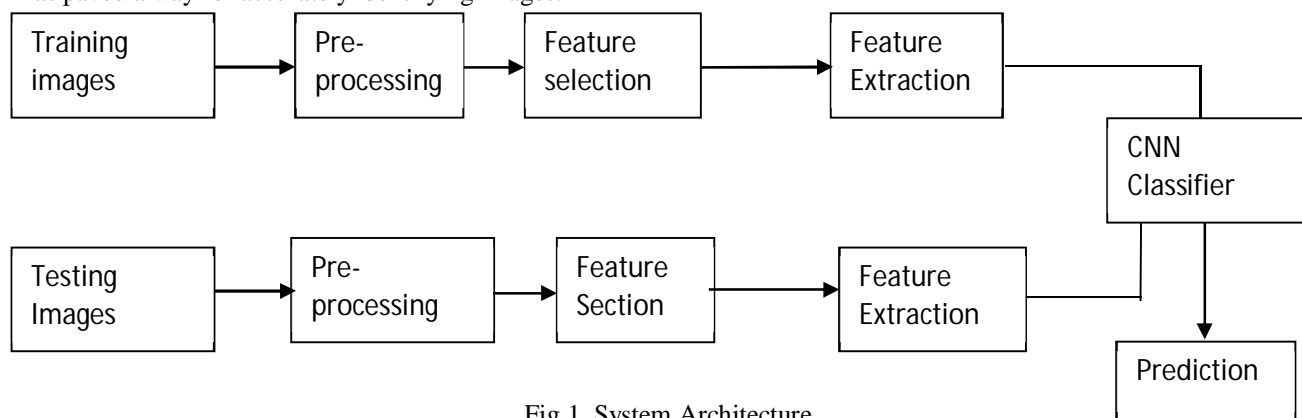 Training images
Pre-processing
Feature selection
Feature Extraction
CNN Classifier
Testing Images
Pre-processing
Feature Section
Feature Extraction
Prediction
Fig 1. System Architecture